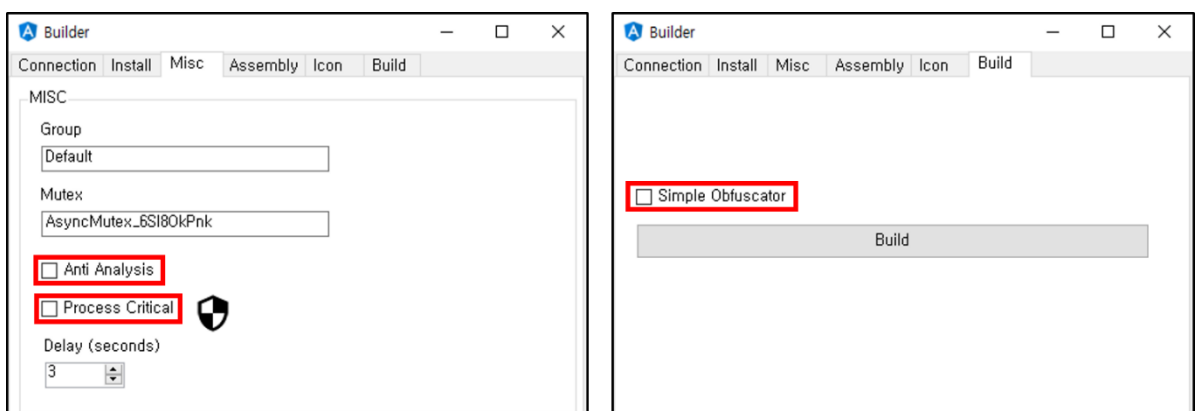 Builder
Connection Install Misc Assembly Icon Build
MISC
Group
Default
Mutex
AsyncMutex_6SI8OkPnk
Anti Analysis
Process Critical
Delay (seconds)
3
Builder
Connection Install Misc Assembly Icon Build
Simple Obfuscator
Build